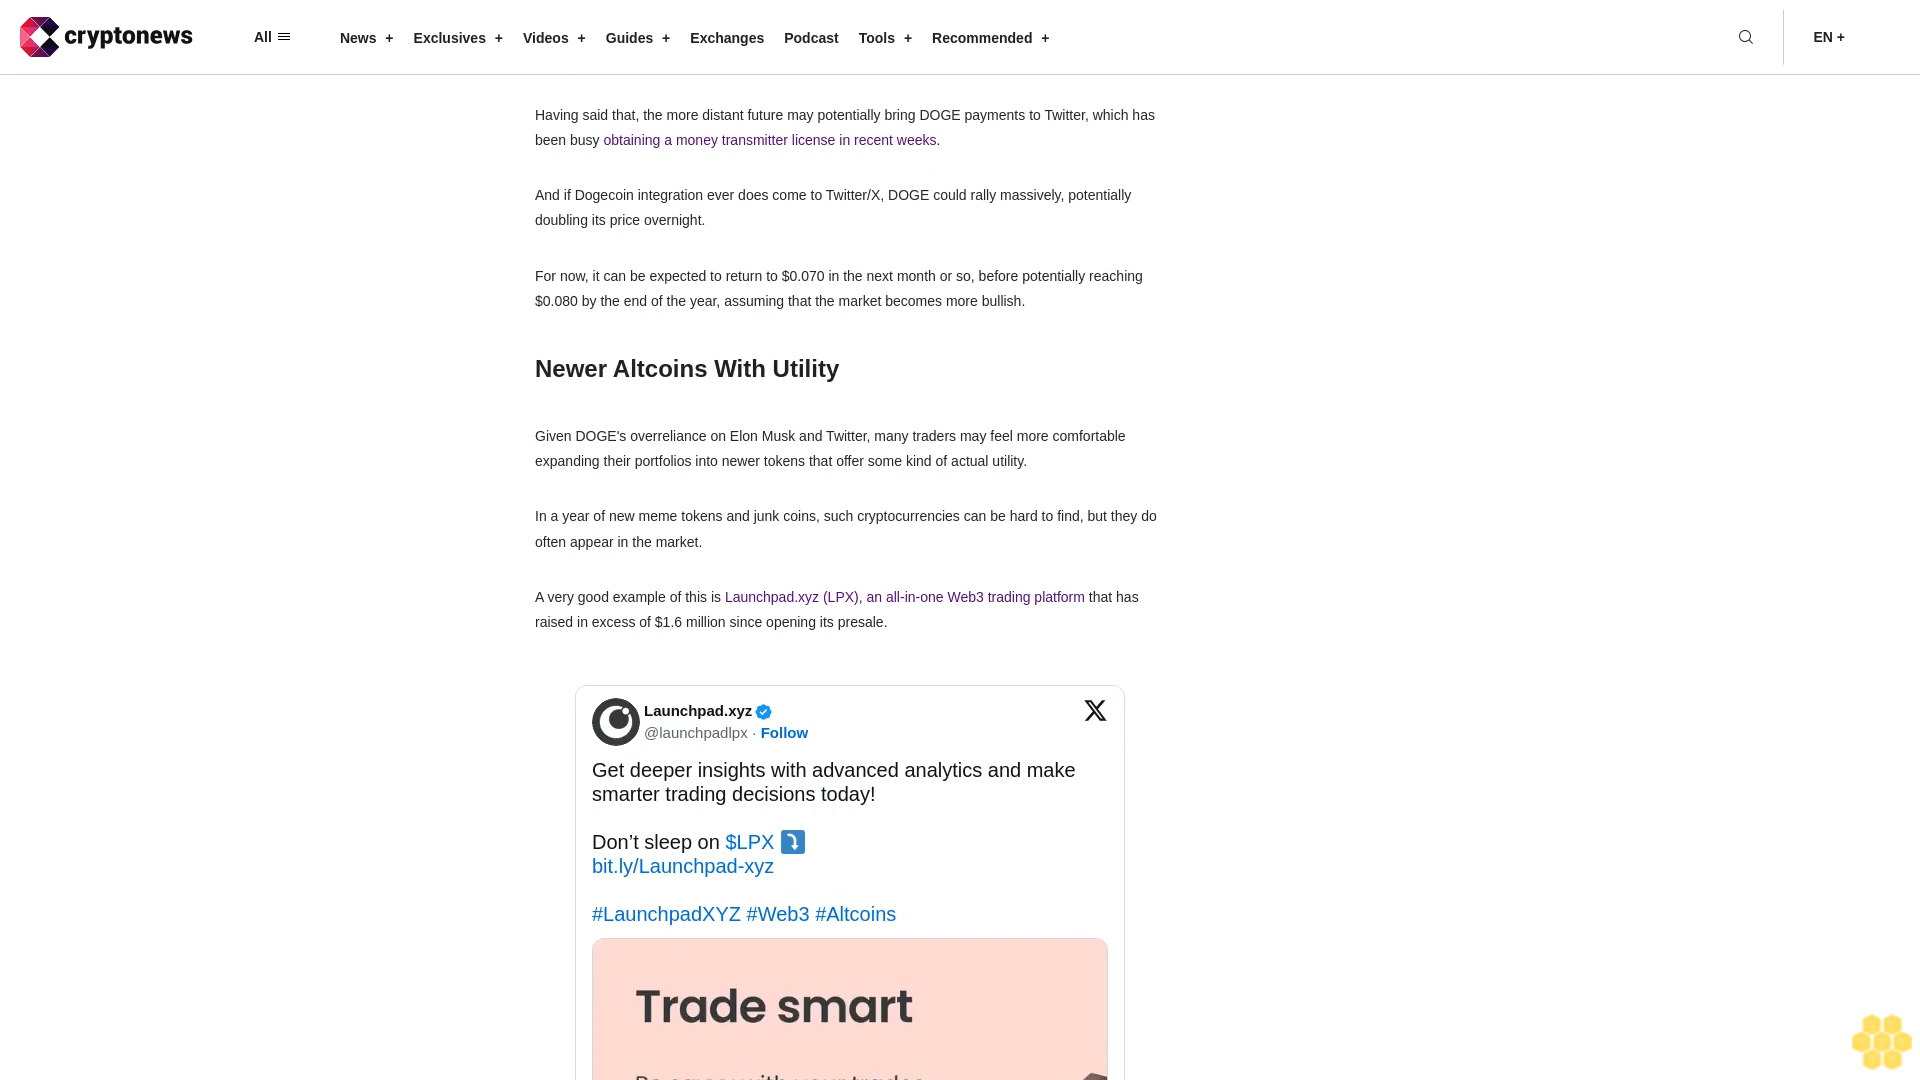 cryptonews
All
News +
Exclusives +
Videos +
Guides +
Exchanges
Podcast
Tools +
Recommended +
EN +
Having said that, the more distant future may potentially bring DOGE payments to Twitter, which has
been busy obtaining a money transmitter license in recent weeks.
And if Dogecoin integration ever does come to Twitter/X, DOGE could rally massively, potentially
doubling its price overnight.
For now, it can be expected to return to $0.070 in the next month or so, before potentially reaching
$0.080 by the end of the year, assuming that the market becomes more bullish.
Newer Altcoins With Utility
Given DOGE's overreliance on Elon Musk and Twitter, many traders may feel more comfortable
expanding their portfolios into newer tokens that offer some kind of actual utility.
In a year of new meme tokens and junk coins, such cryptocurrencies can be hard to find, but they do
often appear in the market.
A very good example of this is Launchpad.xyz (LPX), an all-in-one Web3 trading platform that has
raised in excess of $1.6 million since opening its presale.
Launchpad.xyz
@launchpadlpx · Follow
Get deeper insights with advanced analytics and make
smarter trading decisions today!
Don’t sleep on $LPX ⤵️
bit.ly/Launchpad-xyz
#LaunchpadXYZ #Web3 #Altcoins
Trade smart